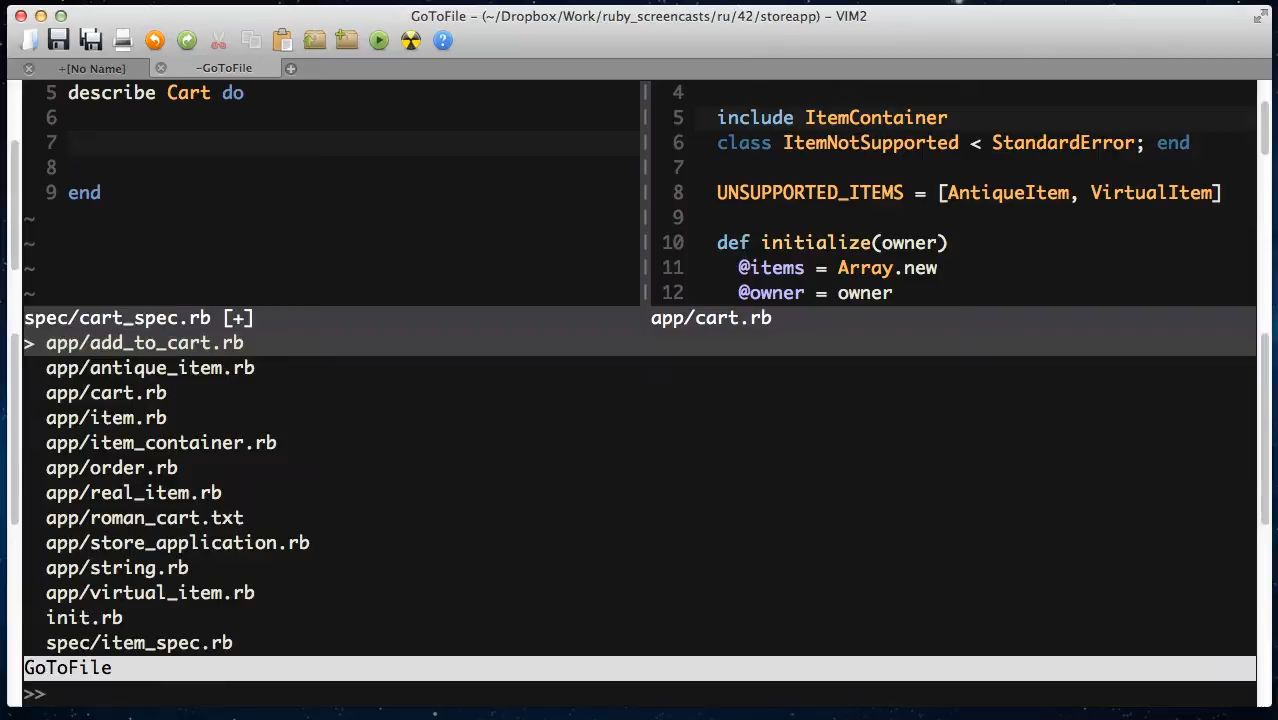 GoToFile – (~/Dropbox/Work/ruby_screencasts/ru/42/storeapp) – VIM2
+[No Name]
-GoToFile
5 describe Cart do
6
7
8
9 end
~
~
~
~
spec/cart_spec.rb [+]
4
5 include ItemContainer
6 class ItemNotSupported < StandardError; end
7
8 UNSUPPORTED_ITEMS = [AntiqueItem, VirtualItem]
9
10 def initialize(owner)
11 @items = Array.new
12 @owner = owner
app/cart.rb
> app/add_to_cart.rb
app/antique_item.rb
app/cart.rb
app/item.rb
app/item_container.rb
app/order.rb
app/real_item.rb
app/roman_cart.txt
app/store_application.rb
app/string.rb
app/virtual_item.rb
init.rb
spec/item_spec.rb
GoToFile
>>